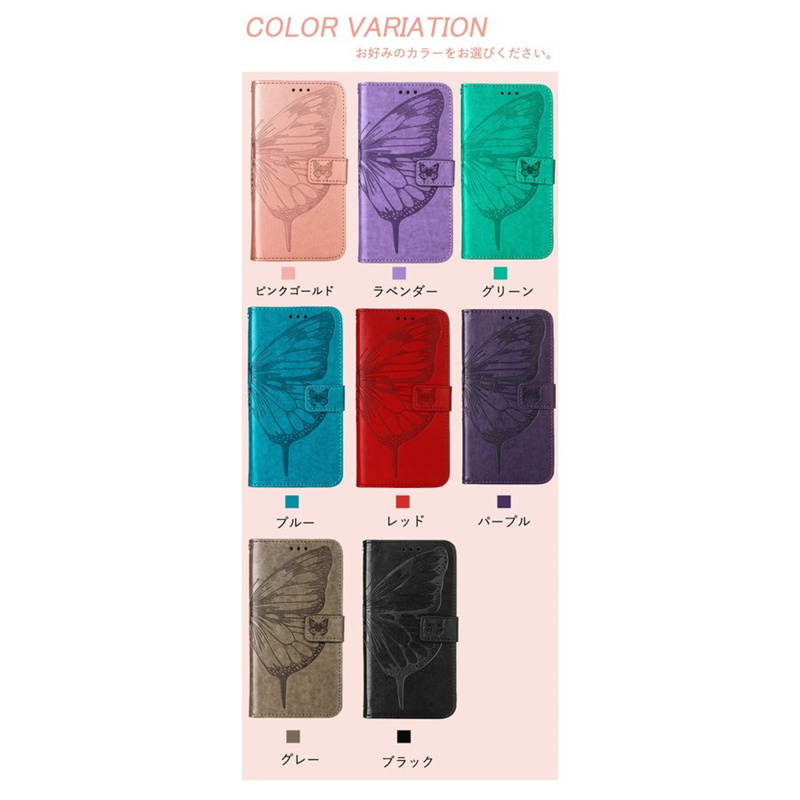 COLOR VARIATION
お好みのカラーをお選びください。
ピンクゴールド
ラベンダー
グリーン
ブルー
レッド
パープル
グレー
ブラック